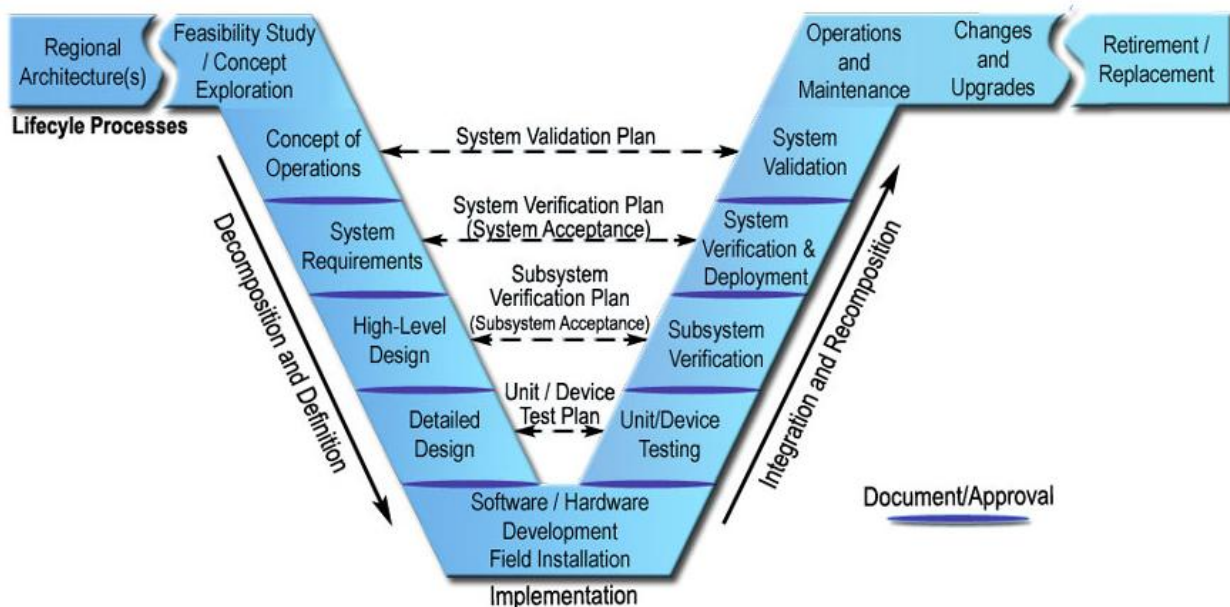 Regional
Architecture(s)
Feasibility Study
/ Concept
Exploration
Operations
and
Maintenance
Changes
and
Upgrades
Retirement /
Replacement
Lifecyle Processes
Concept of
Operations
System Validation Plan
System
Validation
System
Requirements
System Verification Plan
(System Acceptance)
System
Verification &
Deployment
High-Level
Design
Subsystem
Verification Plan
(Subsystem Acceptance)
Subsystem
Verification
Detailed
Design
Unit / Device
Test Plan
Unit/Device
Testing
Decomposition and Definition
Integration and Recomposition
Software / Hardware
Development
Field Installation
Implementation
Document/Approval